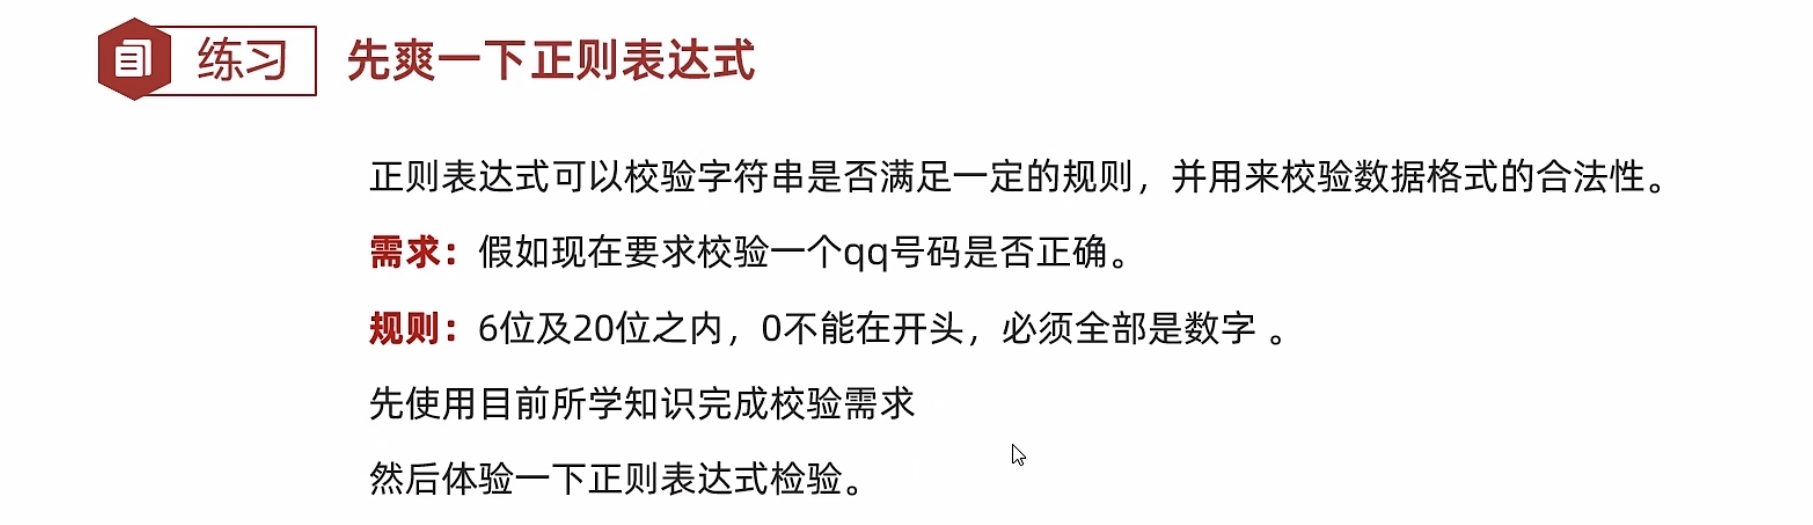 练习 先爽一下正则表达式
正则表达式可以校验字符串是否满足一定的规则，并用来校验数据格式的合法性。
需求：假如现在要求校验一个qq号码是否正确。
规则：6位及20位之内，0不能在开头，必须全部是数字 。
先使用目前所学知识完成校验需求
然后体验一下正则表达式检验。